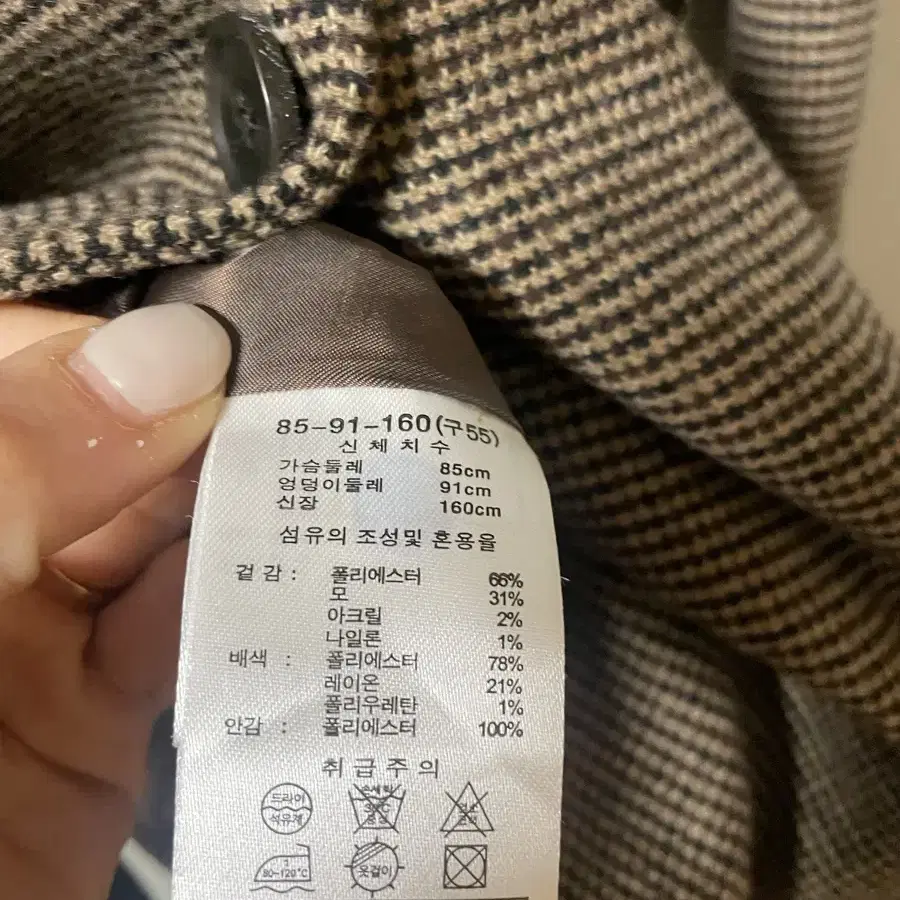 85-91-160(구55)
신체치수
가슴둘레 85cm
엉덩이둘레 91cm
신장 160cm
섬유의 조성및 혼용율
겉감 : 폴리에스터 66%
모 31%
아크릴 2%
나일론 1%
배색 : 폴리에스터 78%
레이온 21%
폴리우레탄 1%
안감 : 폴리에스터 100%
취급주의
드라이
석유계
손세탁
80~120℃
옷걸이